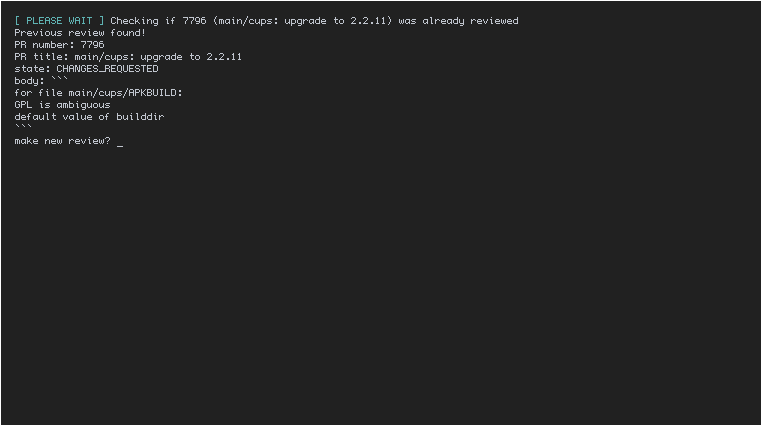 [ PLEASE WAIT ] Checking if 7796 (main/cups: upgrade to 2.2.11) was already reviewed
Previous review found!
PR number: 7796
PR title: main/cups: upgrade to 2.2.11
state: CHANGES_REQUESTED
body: ```
for file main/cups/APKBUILD:
GPL is ambiguous
default value of builddir
```
make new review? _